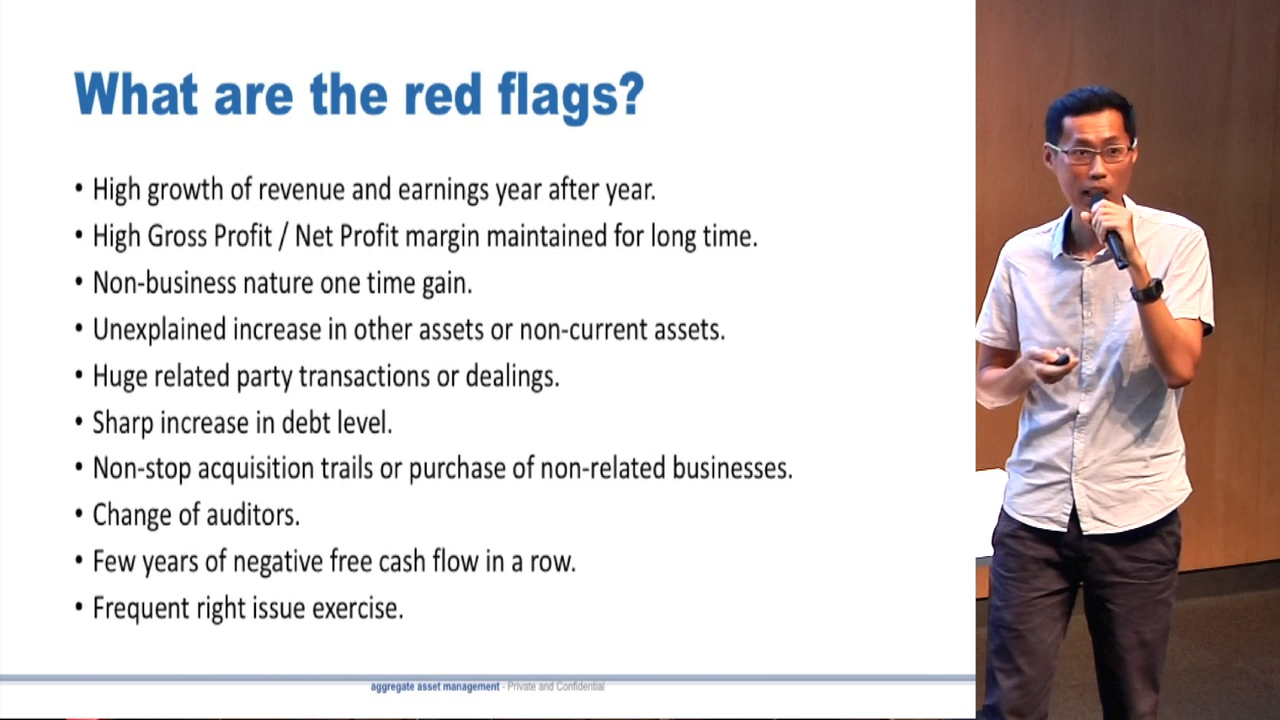 What are the red flags?
• High growth of revenue and earnings year after year.
• High Gross Profit / Net Profit margin maintained for long time.
• Non-business nature one time gain.
• Unexplained increase in other assets or non-current assets.
• Huge related party transactions or dealings.
• Sharp increase in debt level.
• Non-stop acquisition trails or purchase of non-related businesses.
• Change of auditors.
• Few years of negative free cash flow in a row.
• Frequent right issue exercise.
aggregate asset management - Private and Confidential